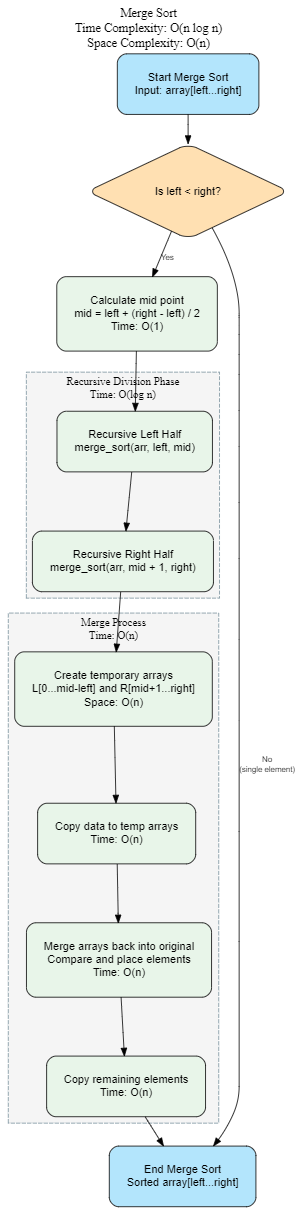 Merge Sort
Time Complexity: O(n log n)
Space Complexity: O(n)
Start Merge Sort
Input: array[left...right]
Is left < right?
Yes
Calculate mid point
mid = left + (right - left) / 2
Time: O(1)
Recursive Division Phase
Time: O(log n)
Recursive Left Half
merge_sort(arr, left, mid)
Recursive Right Half
merge_sort(arr, mid + 1, right)
Merge Process
Time: O(n)
Create temporary arrays
L[0...mid-left] and R[mid+1...right]
Space: O(n)
No
(single element)
Copy data to temp arrays
Time: O(n)
Merge arrays back into original
Compare and place elements
Time: O(n)
Copy remaining elements
Time: O(n)
End Merge Sort
Sorted array[left...right]